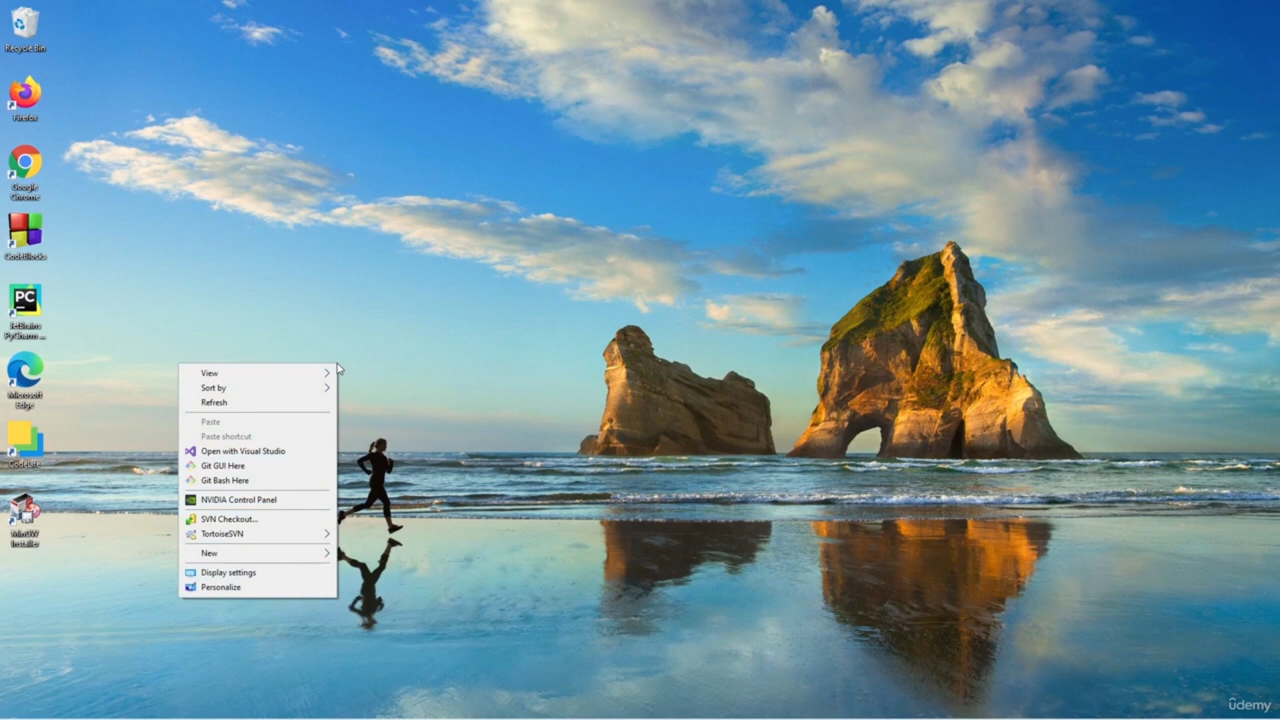 Recycle Bin
Firefox
Google
Chrome
CodeBlocks
PC
JetBrains
PyCharm ...
Microsoft
Edge
CodeLite
MinGW
Installer
View
Sort by
Refresh
Paste
Paste shortcut
Open with Visual Studio
Git GUI Here
Git Bash Here
NVIDIA Control Panel
SVN Checkout...
TortoiseSVN
New
Display settings
Personalize
ûdemy